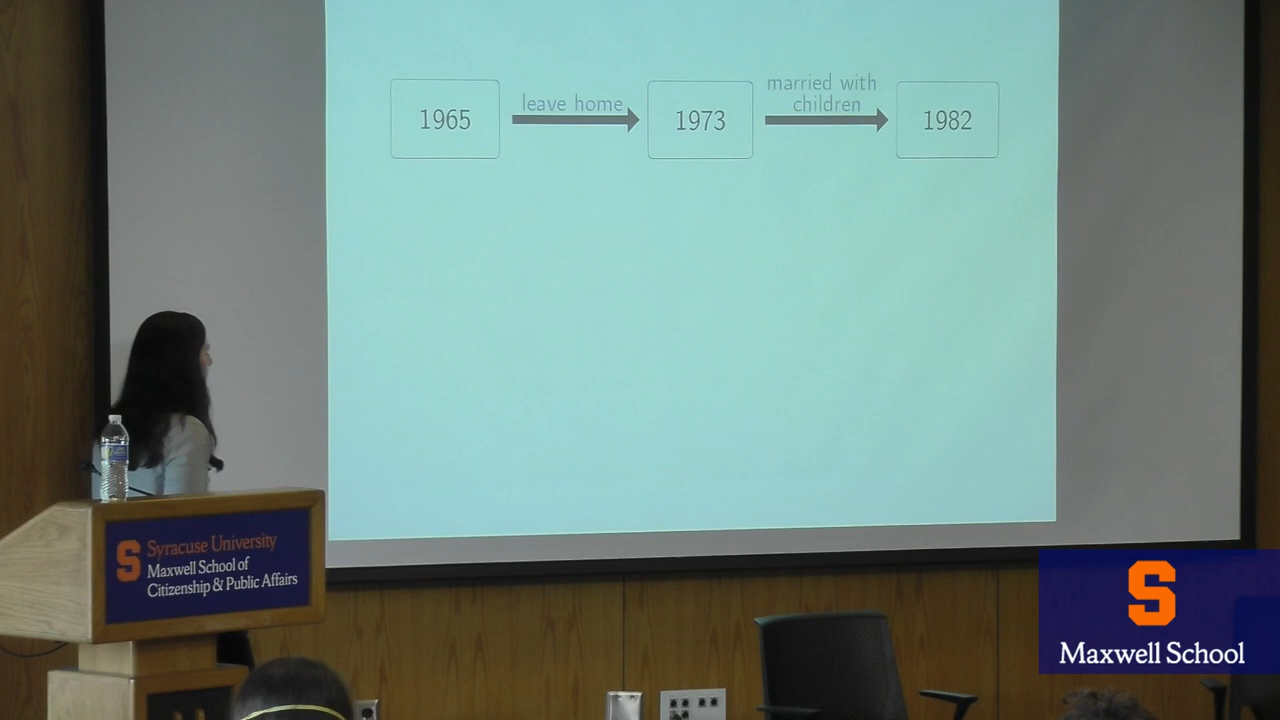 1965
leave home
1973
married with
children
1982
S
Syracuse University
Maxwell School of
Citizenship & Public Affairs
S
Maxwell School